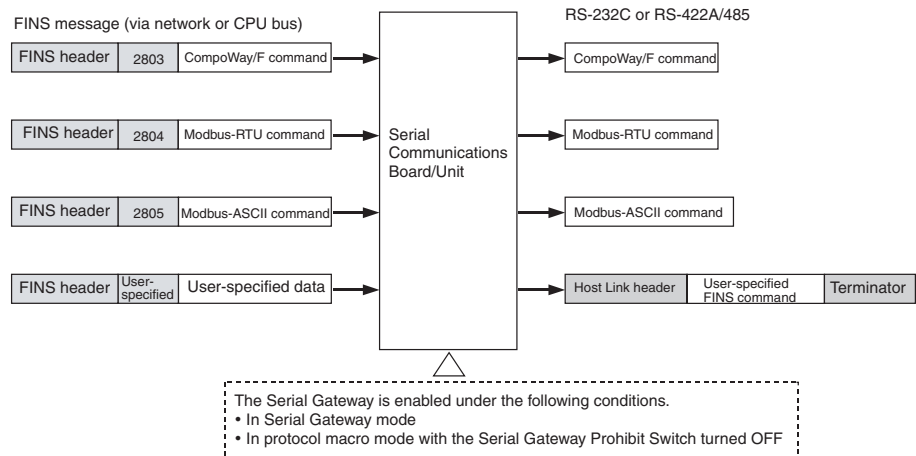 FINS message (via network or CPU bus)
RS-232C or RS-422A/485
FINS header 2803 CompoWay/F command
CompoWay/F command
FINS header 2804 Modbus-RTU command
Modbus-RTU command
Serial
Communications
Board/Unit
FINS header 2805 Modbus-ASCII command
Modbus-ASCII command
FINS header User-
specified User-specified data
Host Link header User-specified
FINS command Terminator
The Serial Gateway is enabled under the following conditions.
• In Serial Gateway mode
• In protocol macro mode with the Serial Gateway Prohibit Switch turned OFF